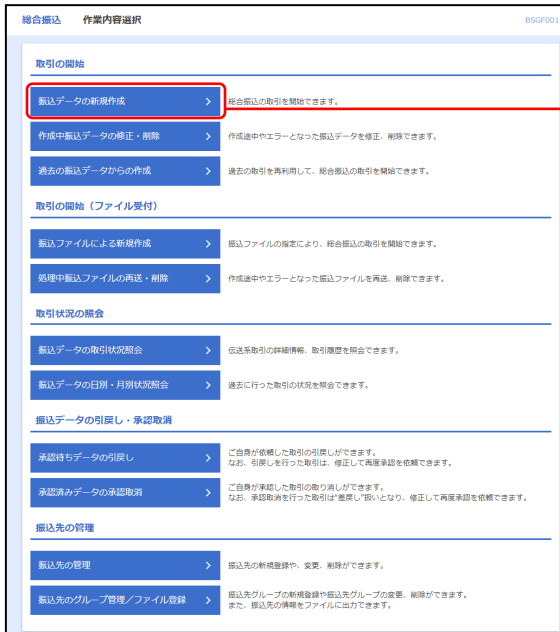 総合振込 作業内容選択 BSGF001
取引の開始
振込データの新規作成 総合振込の取引を開始できます。
作成中振込データの修正・削除 作成途中やエラーとなった振込データを修正、削除できます。
過去の振込データからの作成 過去の取引を再利用して、総合振込の取引を開始できます。
取引の開始（ファイル受付）
振込ファイルによる新規作成 振込ファイルの指定により、総合振込の取引を開始できます。
処理中振込ファイルの再送・削除 作成途中やエラーとなった振込ファイルを再送、削除できます。
取引状況の照会
振込データの取引状況照会 伝送系取引の詳細情報、取引履歴を照会できます。
振込データの日別・月別状況照会 過去に行った取引の状況を照会できます。
振込データの引戻し・承認取消
承認待ちデータの引戻し ご自身が依頼した取引の引戻しができます。
なお、引戻しを行った取引は、修正して再度承認を依頼できます。
承認済みデータの承認取消 ご自身が承認した取引の取り消しができます。
なお、承認取消を行った取引は“差戻し”扱いとなり、修正して再度承認を依頼できます。
振込先の管理
振込先の管理 振込先の新規登録や、変更、削除ができます。
振込先のグループ管理／ファイル登録 振込先グループの新規登録や振込先グループの変更、削除ができます。
また、振込先の情報をファイルに出力できます。